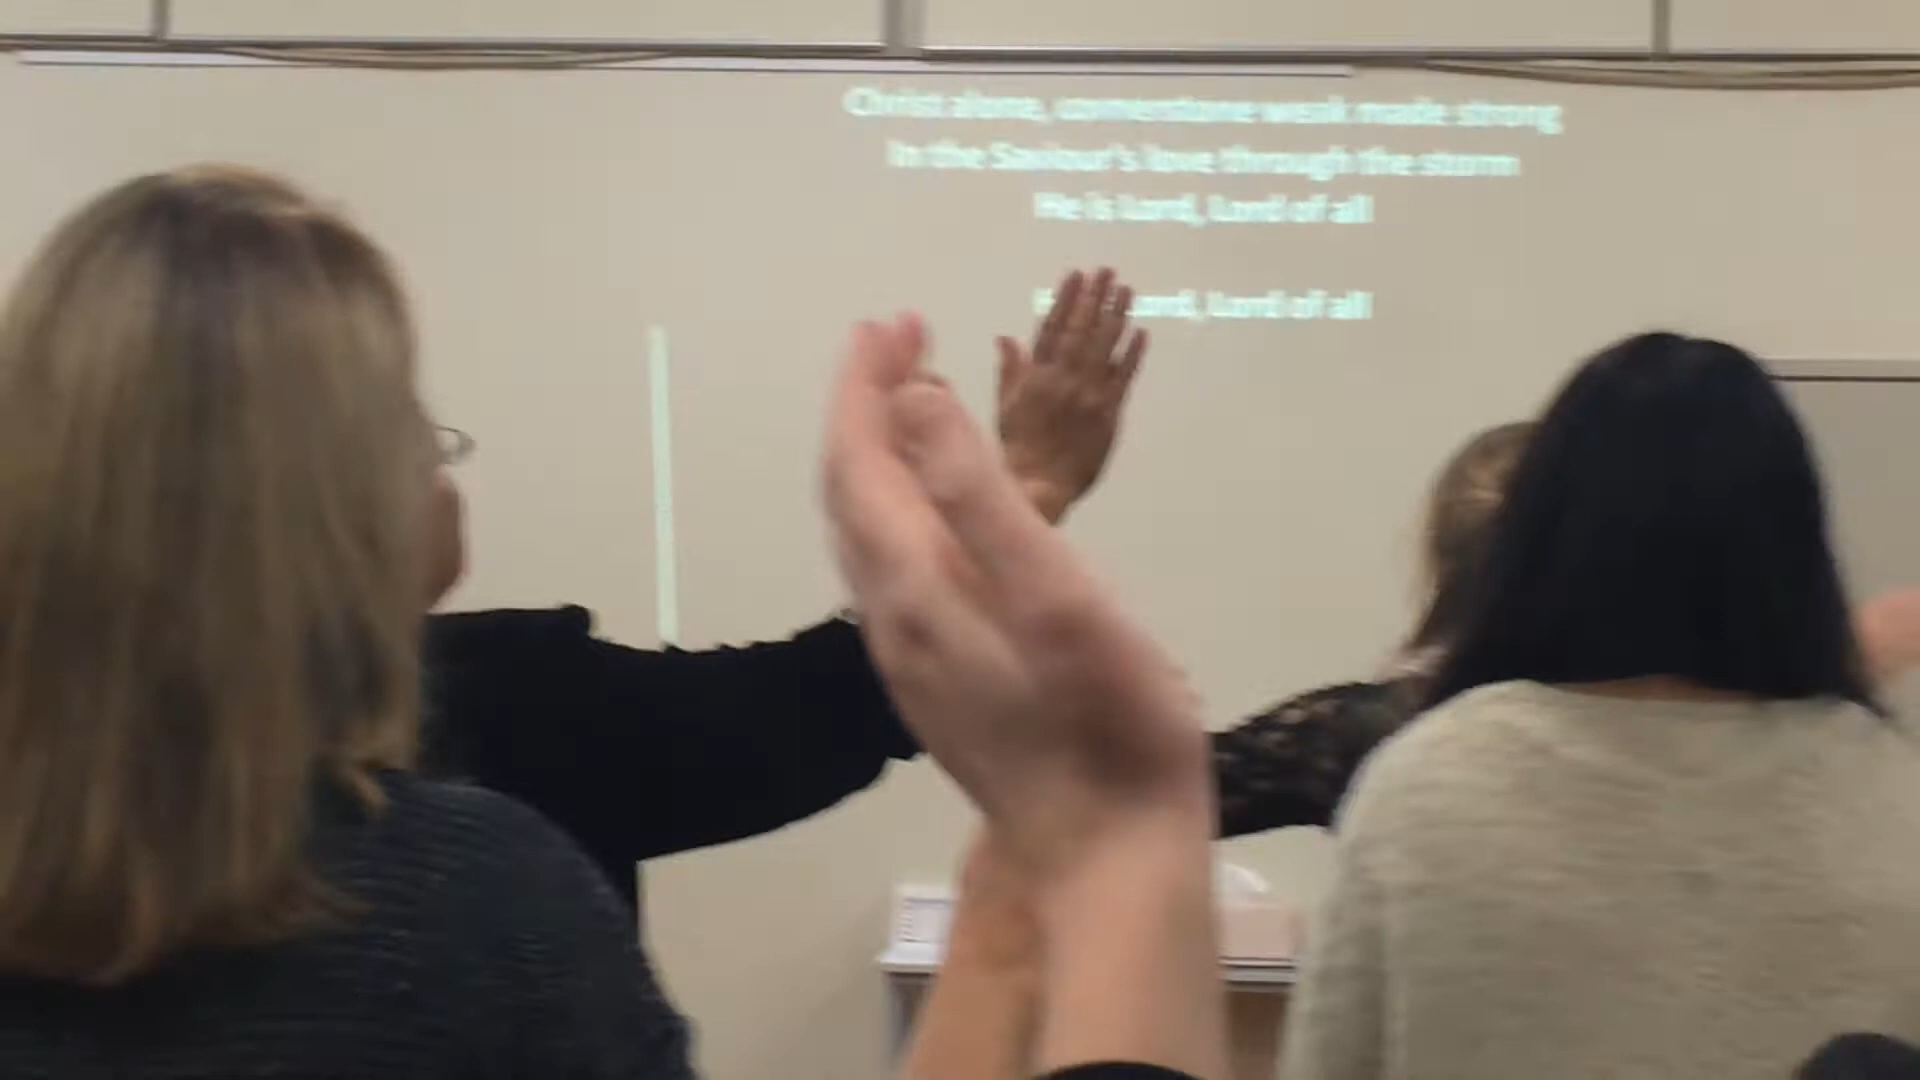 Christ alone, cornerstone weak made strong
In the Saviour's love through the storm
He is Lord, Lord of all
Lord, Lord of all